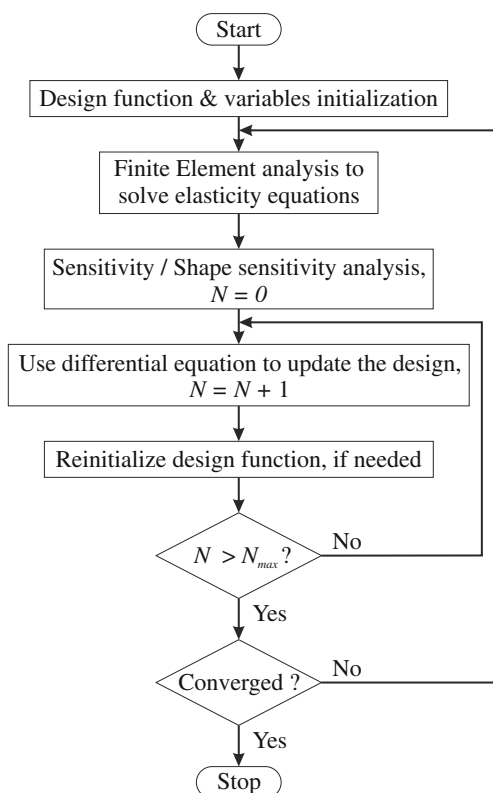 Start
Design function & variables initialization
Finite Element analysis to
solve elasticity equations
Sensitivity / Shape sensitivity analysis,
N = 0
Use differential equation to update the design,
N = N + 1
Reinitialize design function, if needed
N > Nmax ?
No
Yes
Converged ?
No
Yes
Stop